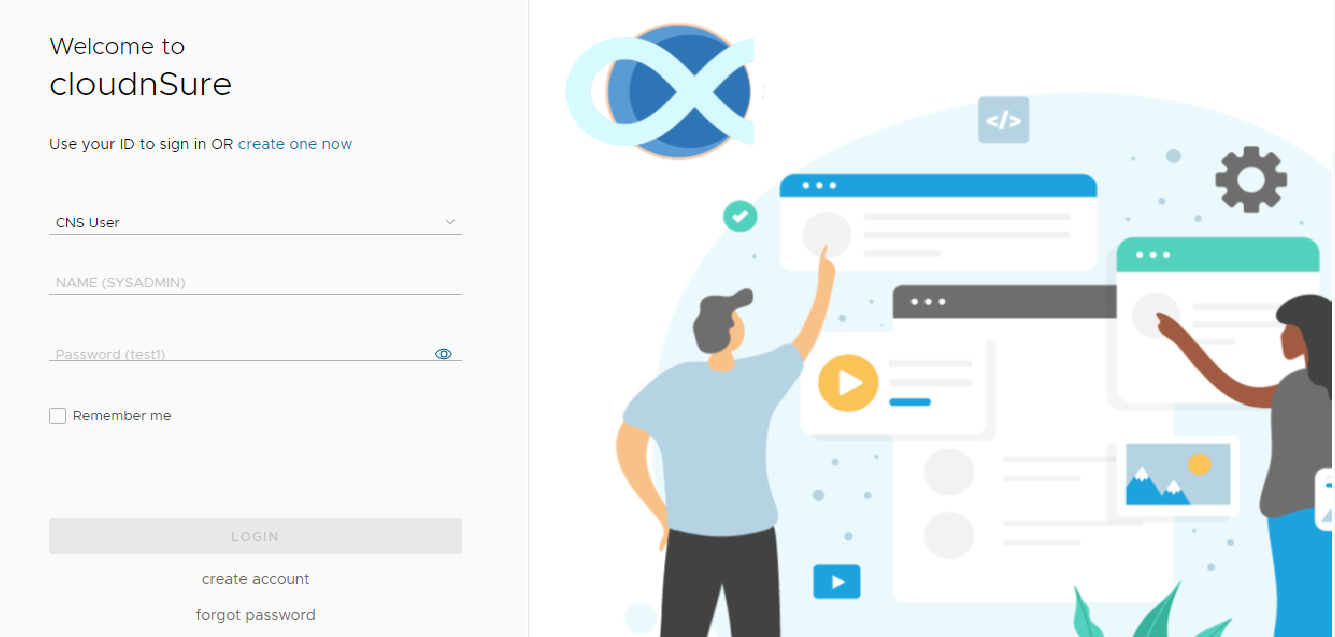 Welcome to
cloudnSure
Use your ID to sign in OR create one now
CNS User
NAME (SYSADMIN)
Password (test1)
Remember me
LOGIN
create account
forgot password
</>